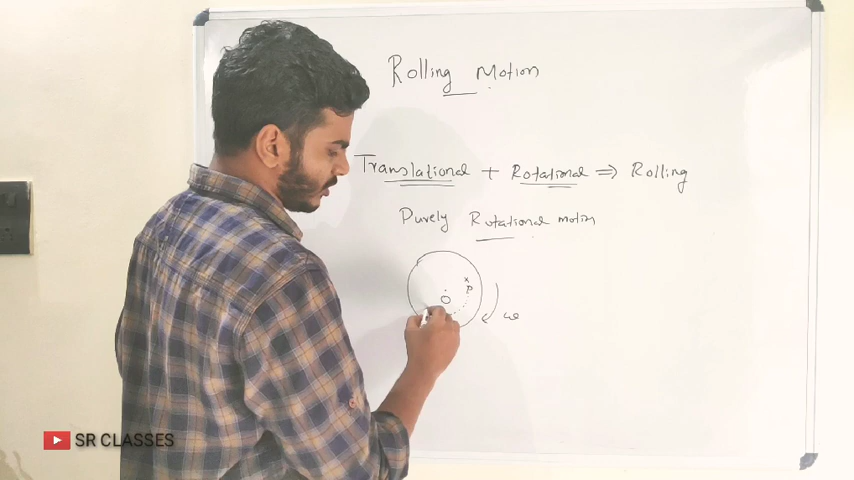 Rolling Motion
Translational + Rotational ⇒ Rolling
Purely Rotational motion
x
P
O
ω
SR CLASSES